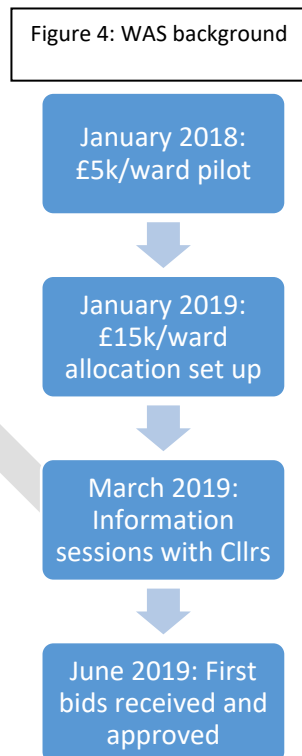 Figure 4: WAS background
January 2018:
£5k/ward pilot
January 2019:
£15k/ward
allocation set up
March 2019:
Information
sessions with Cllrs
June 2019: First
bids received and
approved